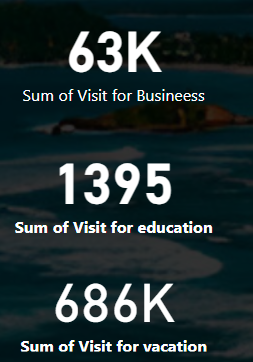 63K
Sum of Visit for Busineess
1395
Sum of Visit for education
686K
Sum of Visit for vacation